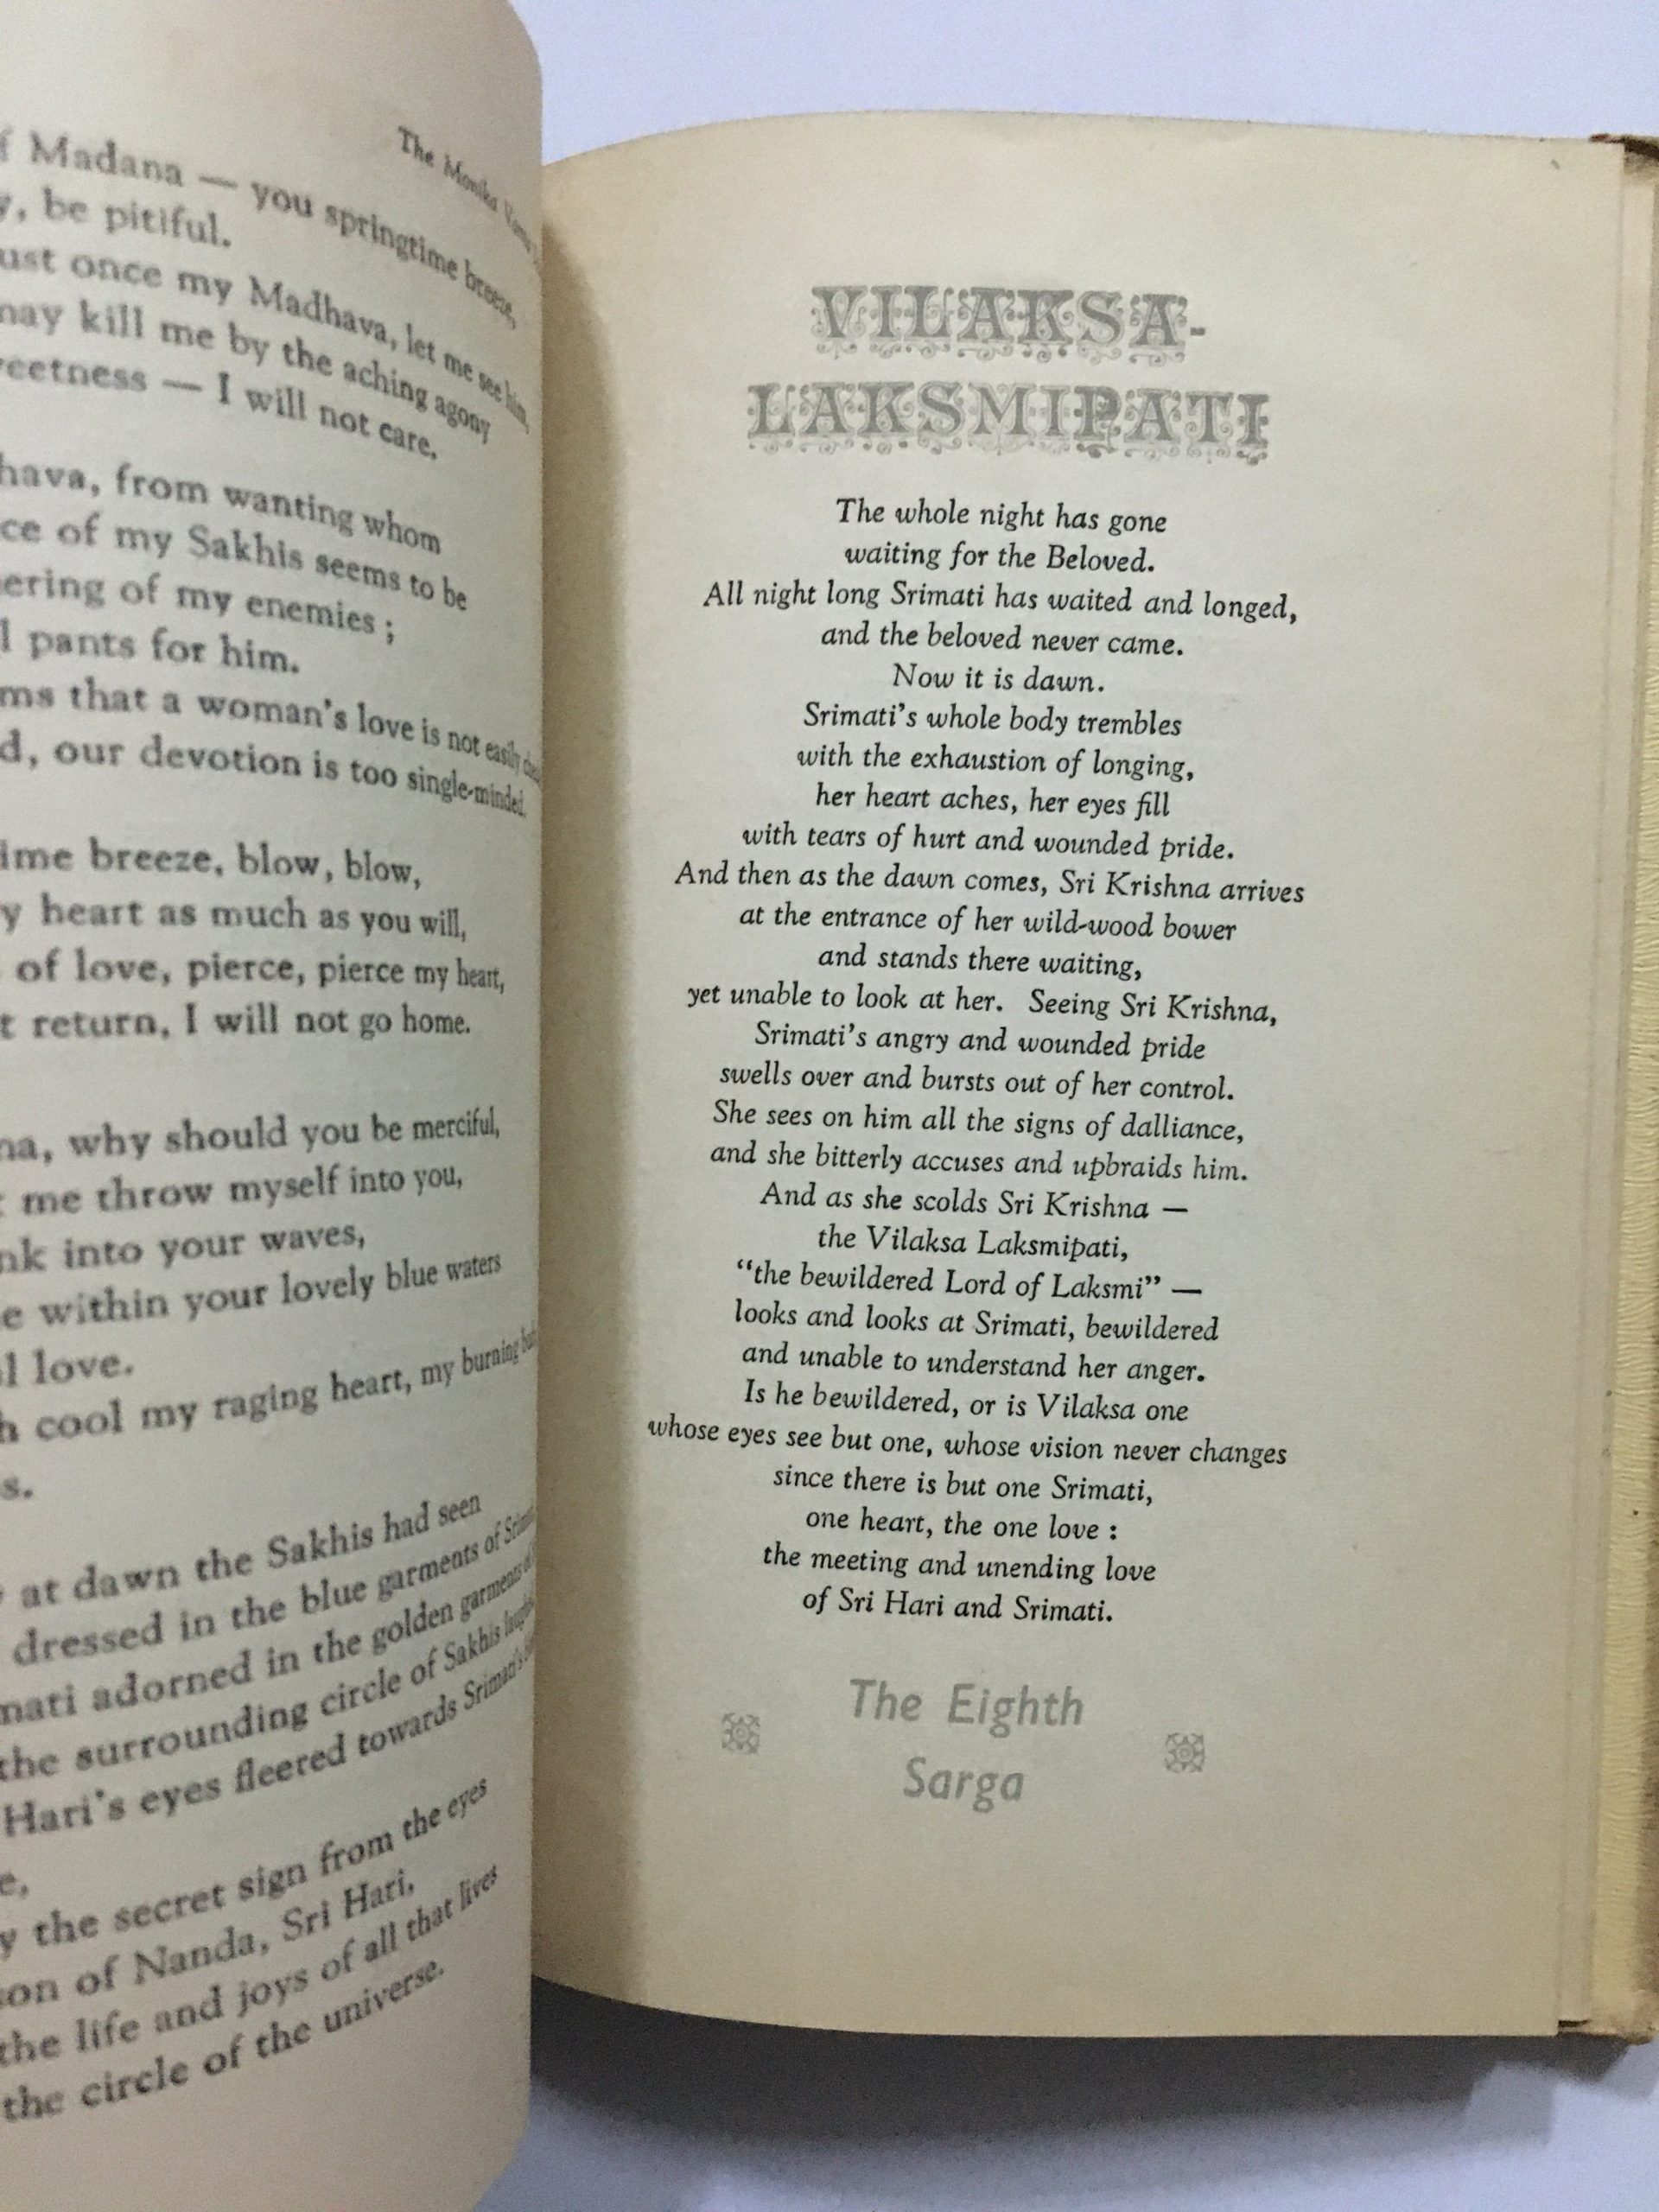 The Monika
f Madana — you springtime breeze,
y, be pitiful.
ust once my Madhava, let me see him,
may kill me by the aching agony
weetness — I will not care.
hava, from wanting whom
ce of my Sakhis seems to be
hering of my enemies ;
l pants for him.
ms that a woman's love is not easily
d, our devotion is too single-minded.
ime breeze, blow, blow,
y heart as much as you will,
of love, pierce, pierce my heart,
t return, I will not go home.
na, why should you be merciful,
t me throw myself into you,
nk into your waves,
e within your lovely blue waters
l love.
h cool my raging heart, my burning
s.
y at dawn the Sakhis had seen
dressed in the blue garments of
mati adorned in the golden garments of
the surrounding circle of Sakhis
Hari's eyes fleered towards Srimati's
e,
y the secret sign from the eyes
son of Nanda, Sri Hari,
the life and joys of all that lives
the circle of the universe.
VILAKSA-
LAKSMIPATI
The whole night has gone
waiting for the Beloved.
All night long Srimati has waited and longed,
and the beloved never came.
Now it is dawn.
Srimati's whole body trembles
with the exhaustion of longing,
her heart aches, her eyes fill
with tears of hurt and wounded pride.
And then as the dawn comes, Sri Krishna arrives
at the entrance of her wild-wood bower
and stands there waiting,
yet unable to look at her. Seeing Sri Krishna,
Srimati's angry and wounded pride
swells over and bursts out of her control.
She sees on him all the signs of dalliance,
and she bitterly accuses and upbraids him.
And as she scolds Sri Krishna —
the Vilaksa Laksmipati,
“the bewildered Lord of Laksmi” —
looks and looks at Srimati, bewildered
and unable to understand her anger.
Is he bewildered, or is Vilaksa one
whose eyes see but one, whose vision never changes
since there is but one Srimati,
one heart, the one love :
the meeting and unending love
of Sri Hari and Srimati.
The Eighth
Sarga